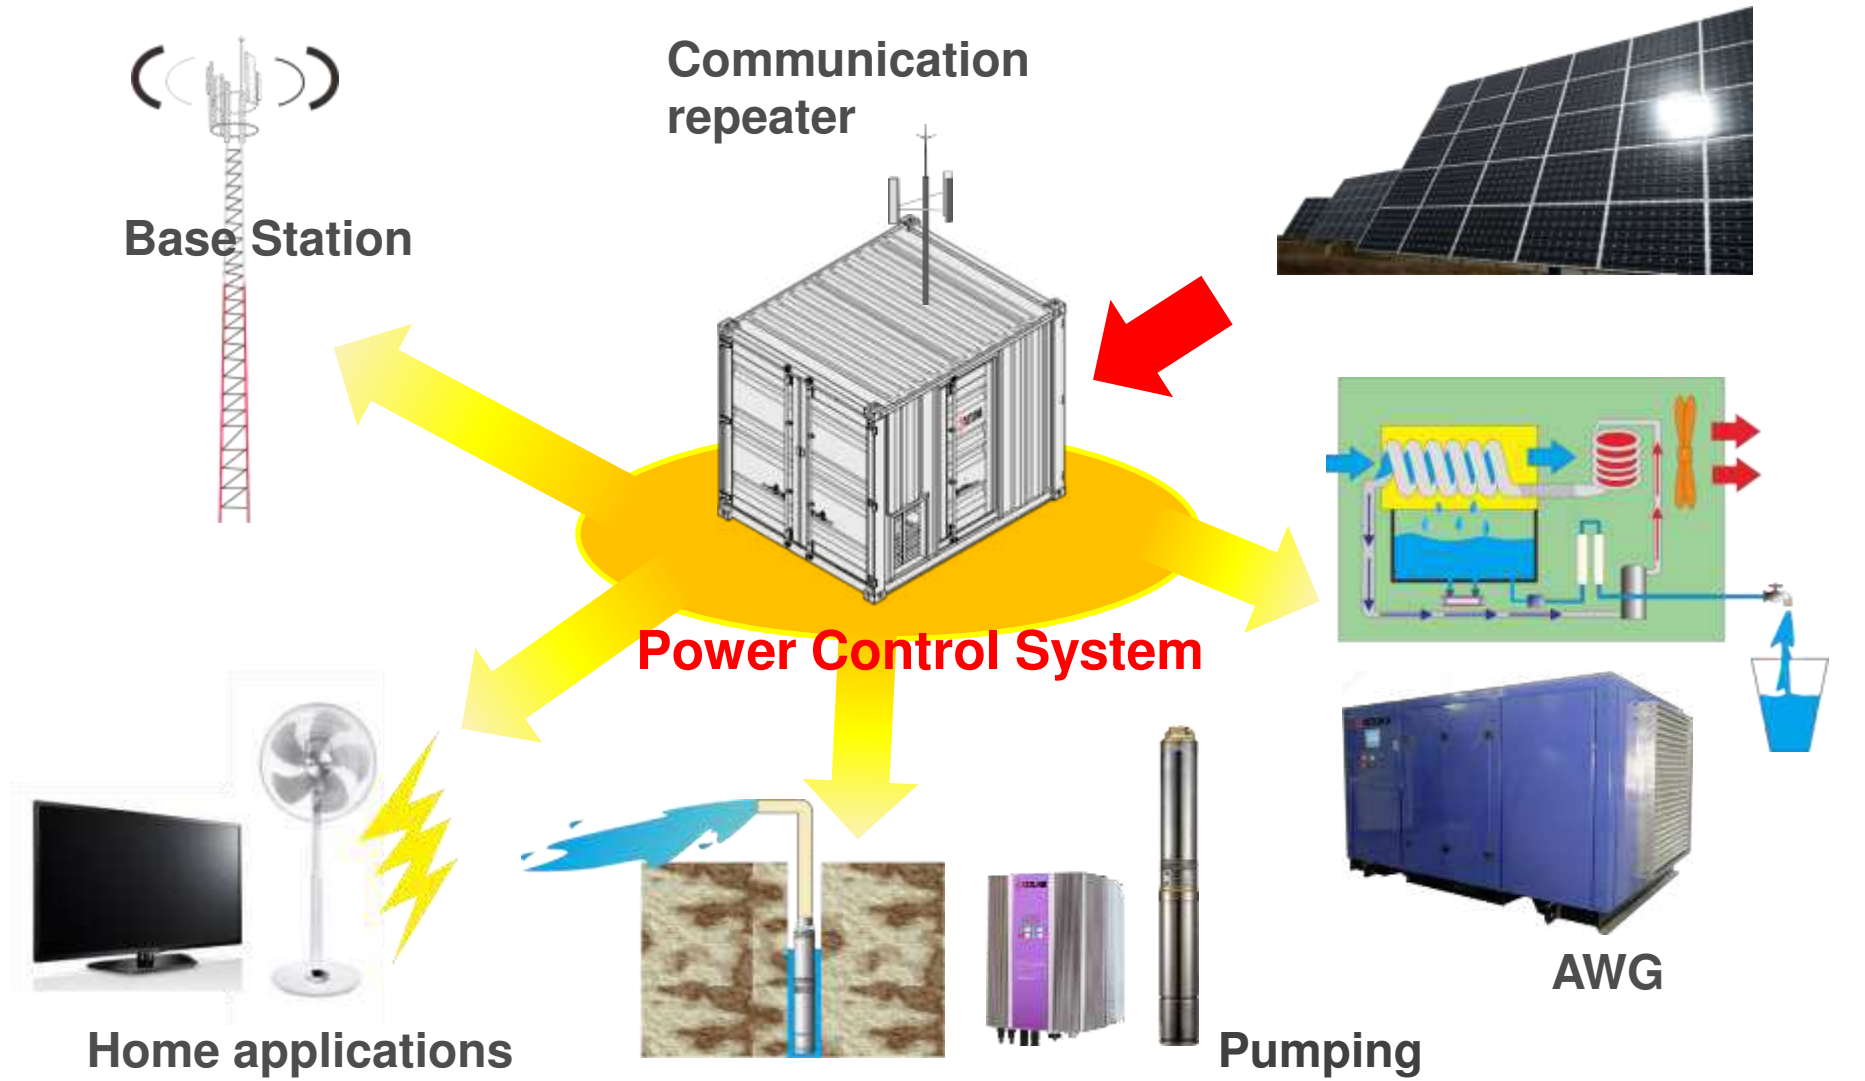 Communication
repeater
Base Station
Power Control System
AWG
Home applications
Pumping